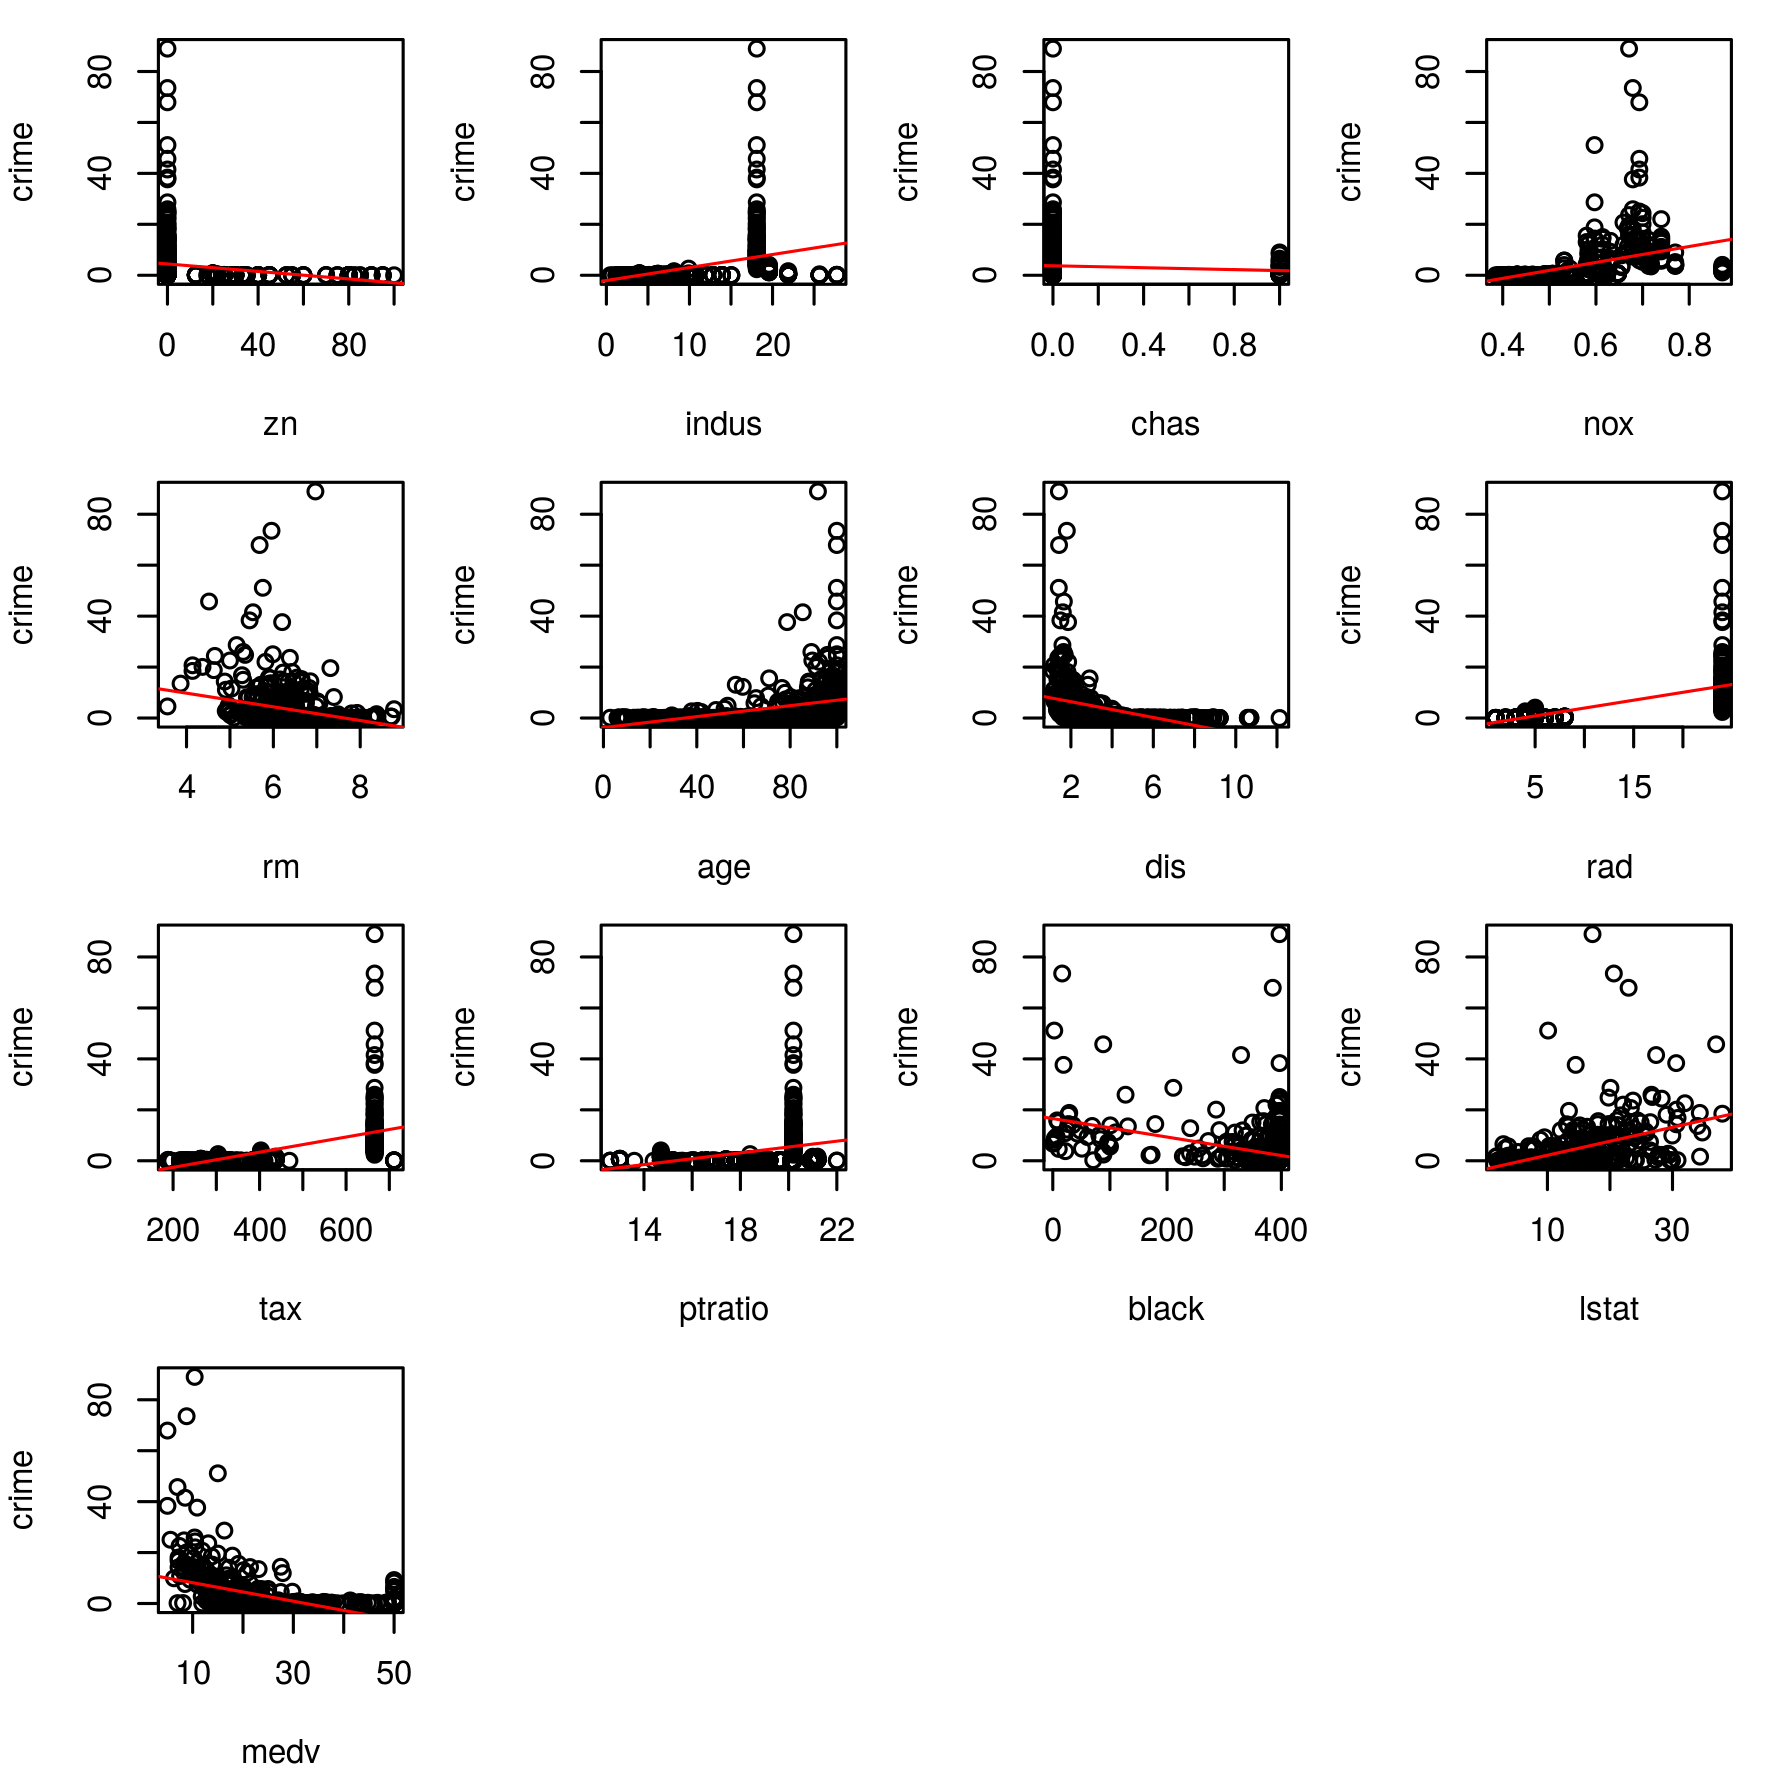 crime 0 40 80 0 40 80 zn
crime 0 40 80 0 10 20 indus
crime 0 40 80 0.0 0.4 0.8 chas
crime 0 40 80 0.4 0.6 0.8 nox
crime 0 40 80 4 6 8 rm
crime 0 40 80 0 40 80 age
crime 0 40 80 2 6 10 dis
crime 0 40 80 5 15 rad
crime 0 40 80 200 400 600 tax
crime 0 40 80 14 18 22 ptratio
crime 0 40 80 0 200 400 black
crime 0 40 80 10 30 lstat
crime 0 40 80 10 30 50 medv